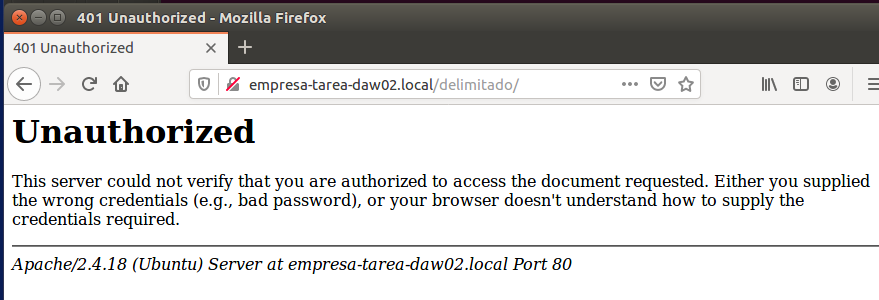 401 Unauthorized - Mozilla Firefox
401 Unauthorized
empresa-tarea-daw02.local/delimitado/
Unauthorized
This server could not verify that you are authorized to access the document requested. Either you supplied
the wrong credentials (e.g., bad password), or your browser doesn't understand how to supply the
credentials required.
Apache/2.4.18 (Ubuntu) Server at empresa-tarea-daw02.local Port 80